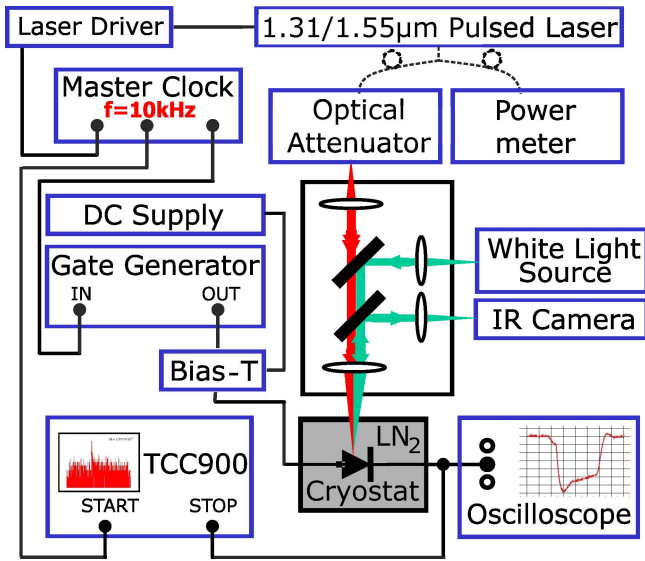 Laser Driver
1.31/1.55µm Pulsed Laser
Master Clock
f=10kHz
Optical
Attenuator
Power
meter
DC Supply
Gate Generator
IN
OUT
White Light
Source
IR Camera
Bias-T
TCC900
START
STOP
LN2
Cryostat
Oscilloscope